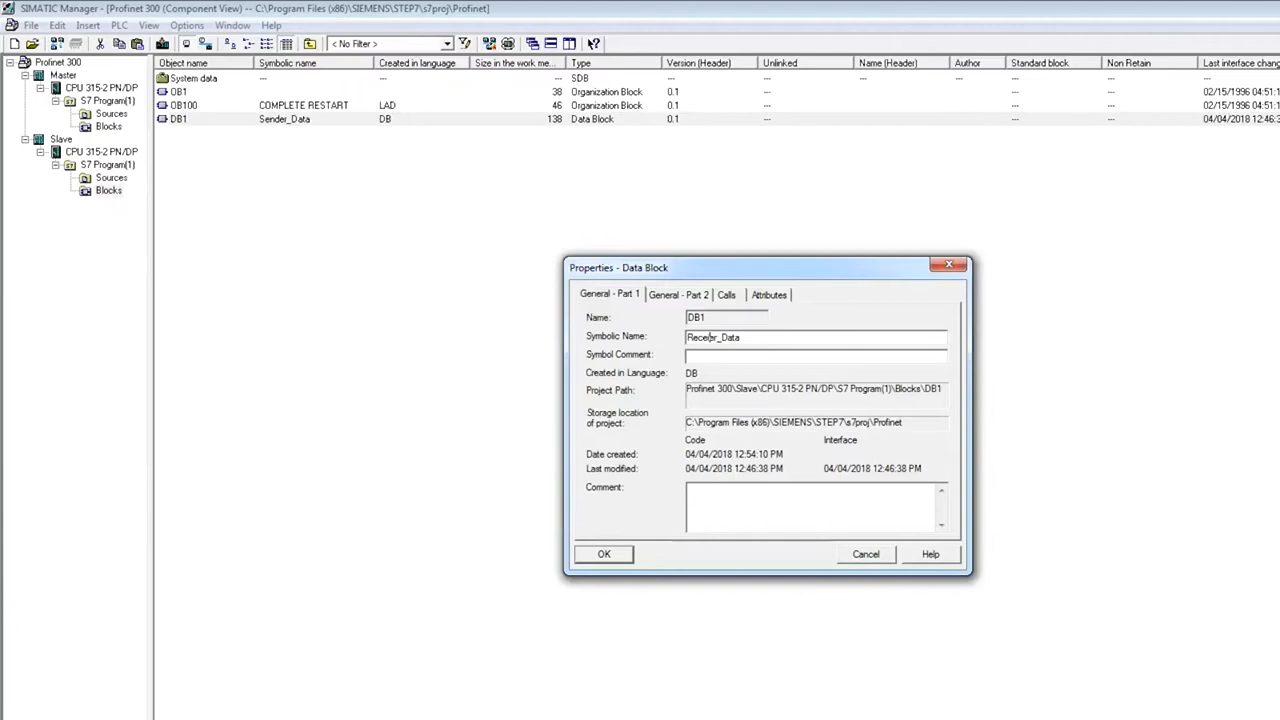 SIMATIC Manager - [Profinet 300 (Component View) -- C:\Program Files (x86)\SIEMENS\STEP7\s7proj\Profinet]
File Edit Insert PLC View Options Window Help
< No Filter >
Profinet 300
Master
CPU 315-2 PN/DP
S7 Program(1)
Sources
Blocks
Slave
CPU 315-2 PN/DP
S7 Program(1)
Sources
Blocks
Object name Symbolic name Created in language Size in the work me... Type Version (Header) Unlinked Name (Header) Author Standard block Non Retain Last interface change
System data --- --- --- SDB --- --- --- --- --- --- ---
OB1 38 Organization Block 0.1 --- --- --- --- --- 02/15/1996 04:51:1
OB100 COMPLETE RESTART LAD 46 Organization Block 0.1 --- --- --- --- --- 02/15/1996 04:51:1
DB1 Sender_Data DB 138 Data Block 0.1 --- --- --- --- --- 04/04/2018 12:46:3
Properties - Data Block
General - Part 1 General - Part 2 Calls Attributes
Name: DB1
Symbolic Name: Receer_Data
Symbol Comment:
Created in Language: DB
Project Path: Profinet 300\Slave\CPU 315-2 PN/DP\S7 Program(1)\Blocks\DB1
Storage location
of project: C:\Program Files (x86)\SIEMENS\STEP7\s7proj\Profinet
Code Interface
Date created: 04/04/2018 12:54:10 PM
Last modified: 04/04/2018 12:46:38 PM 04/04/2018 12:46:38 PM
Comment:
OK Cancel Help